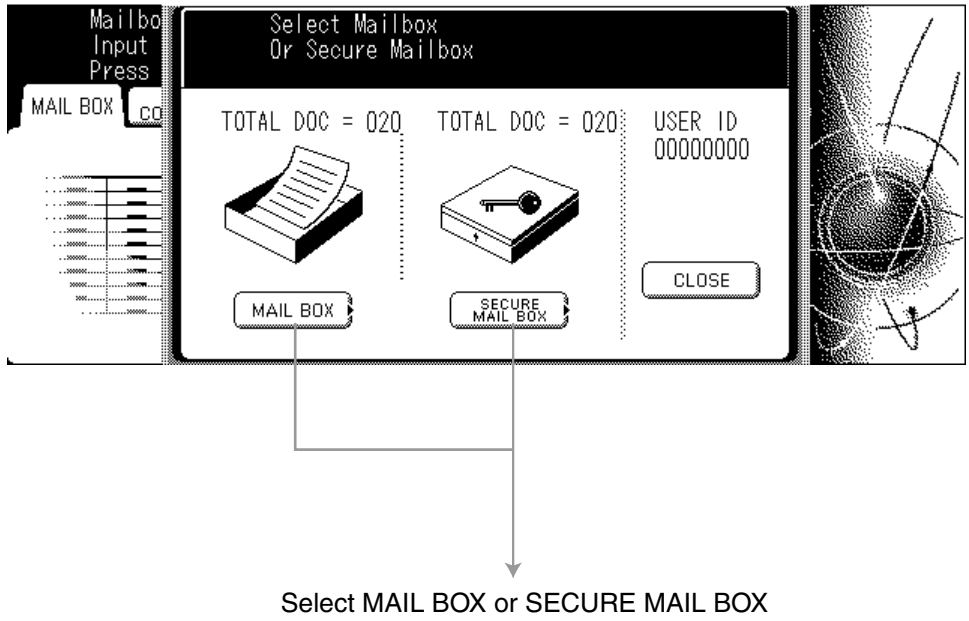 Mailbo
Input
Press
Select Mailbox
Or Secure Mailbox
MAIL BOX
CO
TOTAL DOC = 020
TOTAL DOC = 020
USER ID
00000000
MAIL BOX
SECURE
MAIL BOX
CLOSE
Select MAIL BOX or SECURE MAIL BOX